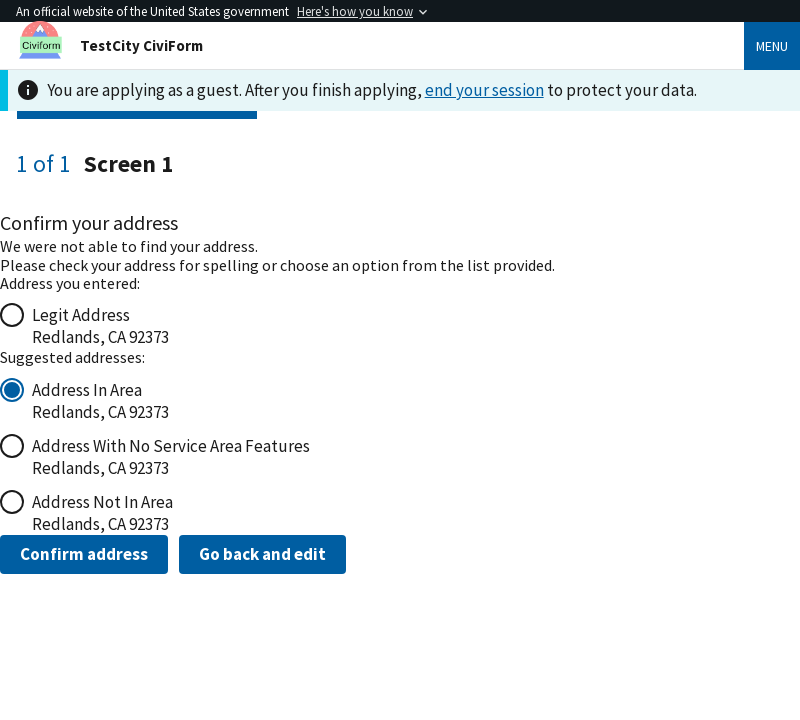 An official website of the United States government Here's how you know
Civiform
TestCity CiviForm
MENU
You are applying as a guest. After you finish applying, end your session to protect your data.
1 of 1 Screen 1
Confirm your address
We were not able to find your address.
Please check your address for spelling or choose an option from the list provided.
Address you entered:
Legit Address
Redlands, CA 92373
Suggested addresses:
Address In Area
Redlands, CA 92373
Address With No Service Area Features
Redlands, CA 92373
Address Not In Area
Redlands, CA 92373
Confirm address Go back and edit